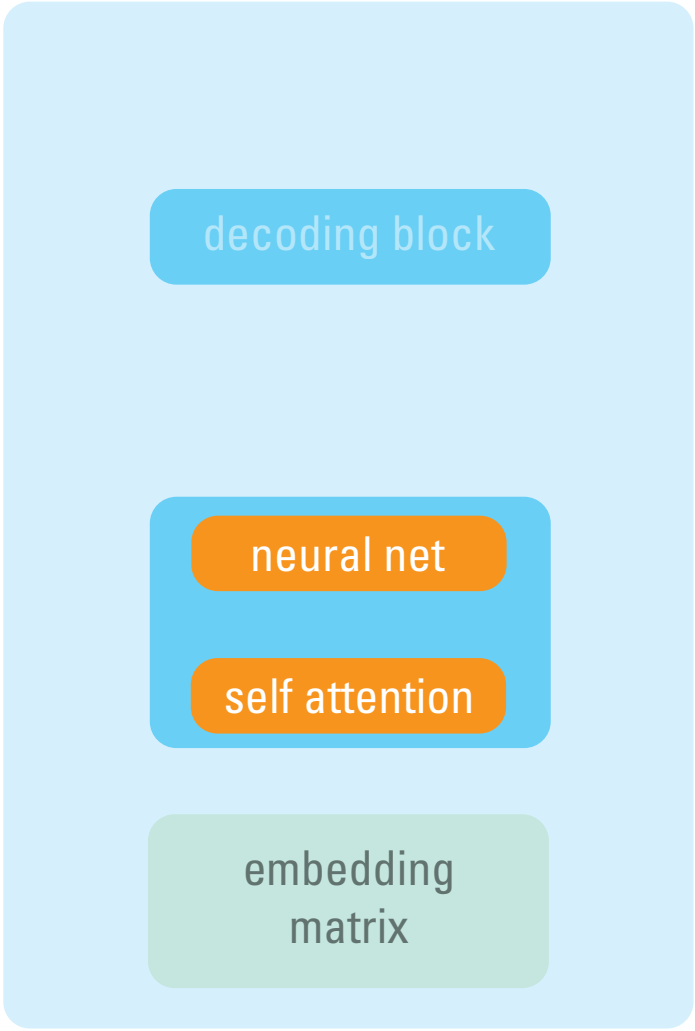 decoding block
neural net
self attention
embedding
matrix